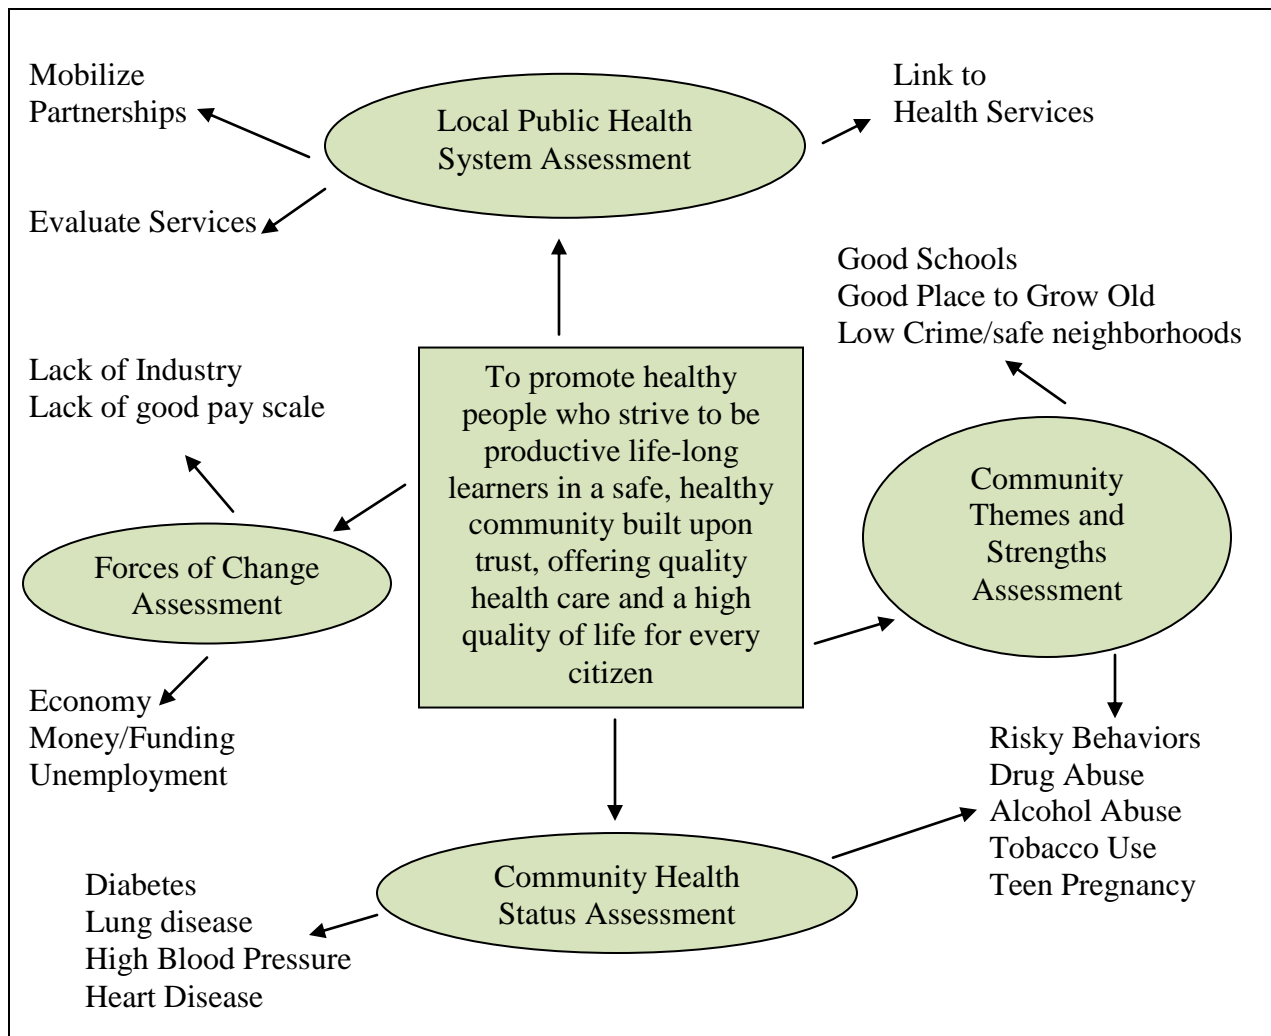 Mobilize
Partnerships
Local Public Health
System Assessment
Link to
Health Services
Evaluate Services
Good Schools
Good Place to Grow Old
Low Crime/safe neighborhoods
Lack of Industry
Lack of good pay scale
To promote healthy
people who strive to be
productive life-long
learners in a safe, healthy
community built upon
trust, offering quality
health care and a high
quality of life for every
citizen
Community
Themes and
Strengths
Assessment
Forces of Change
Assessment
Economy
Money/Funding
Unemployment
Risky Behaviors
Drug Abuse
Alcohol Abuse
Tobacco Use
Teen Pregnancy
Community Health
Status Assessment
Diabetes
Lung disease
High Blood Pressure
Heart Disease